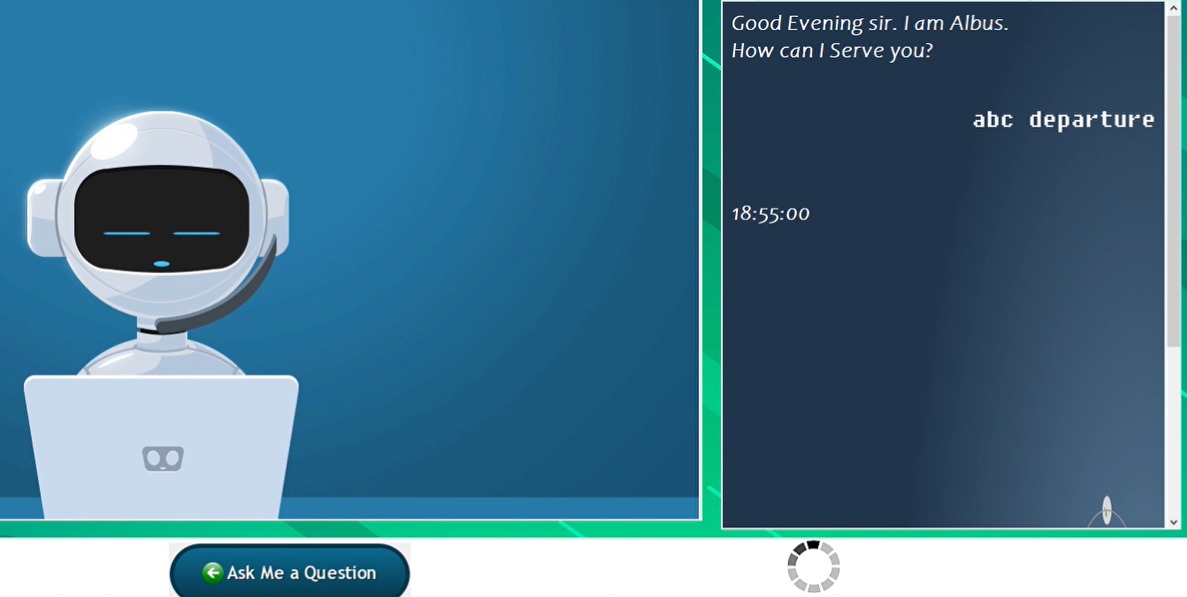 Good Evening sir. I am Albus.
How can I Serve you?
abc departure
18:55:00
Ask Me a Question